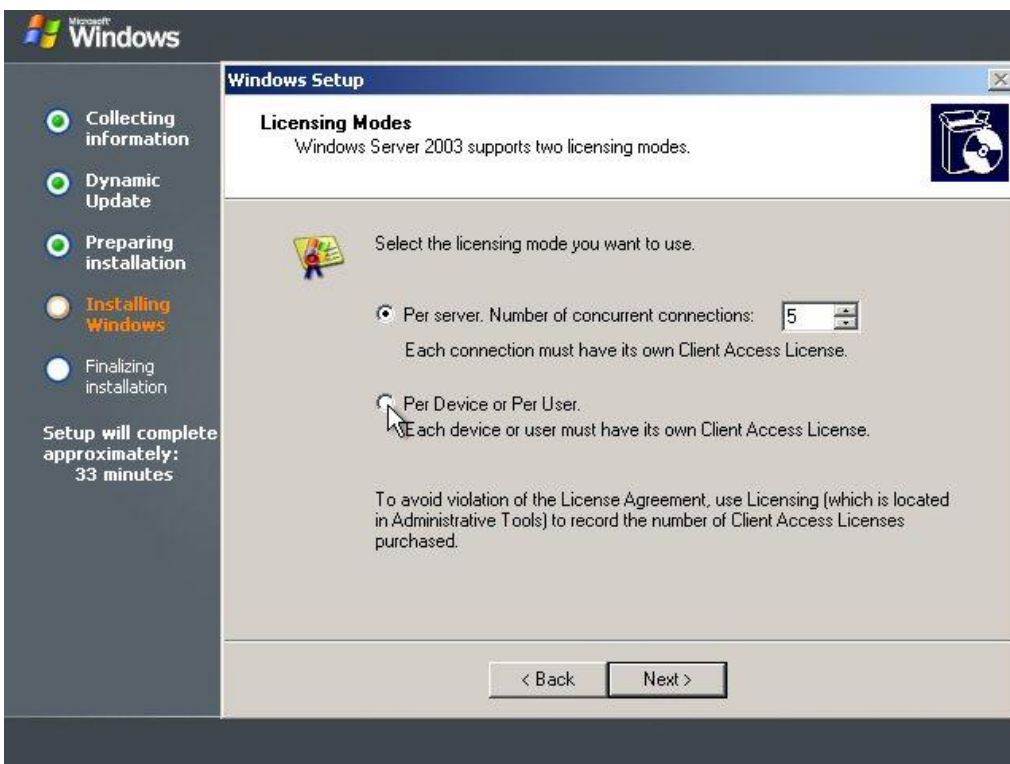 Microsoft
Windows
Collecting
information
Dynamic
Update
Preparing
installation
Installing
Windows
Finalizing
installation
Setup will complete
approximately:
33 minutes
Windows Setup
Licensing Modes
Windows Server 2003 supports two licensing modes.
Select the licensing mode you want to use.
Per server. Number of concurrent connections: 5
Each connection must have its own Client Access License.
Per Device or Per User.
Each device or user must have its own Client Access License.
To avoid violation of the License Agreement, use Licensing (which is located
in Administrative Tools) to record the number of Client Access Licenses
purchased.
< Back Next >